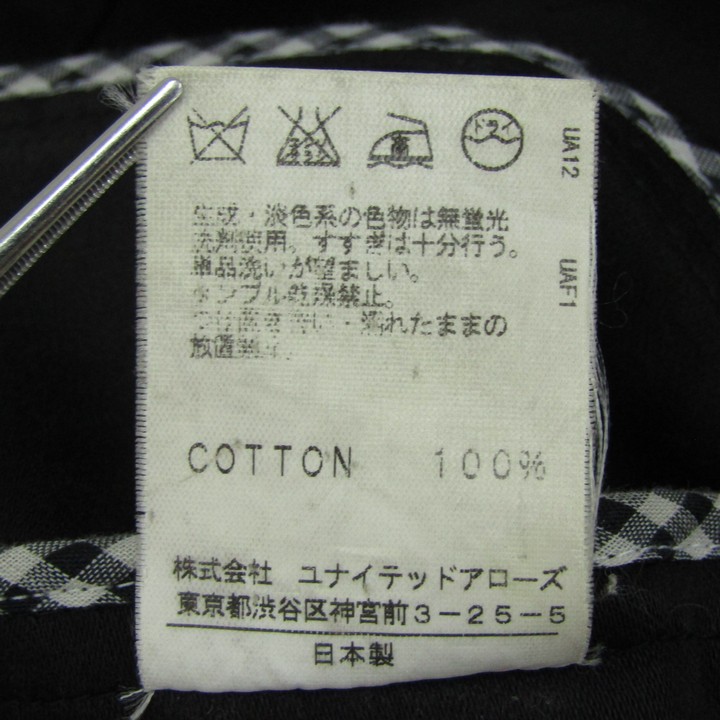 ドライ
UA12
生成・淡色系の色物は無蛍光
洗剤使用。すすぎは十分行う。
単品洗いが望ましい。
タンブル乾燥禁止。
濡れたままの
放置
UAF1
COTTON 100%
株式会社 ユナイテッドアローズ
東京都渋谷区神宮前3-25-5
日本製